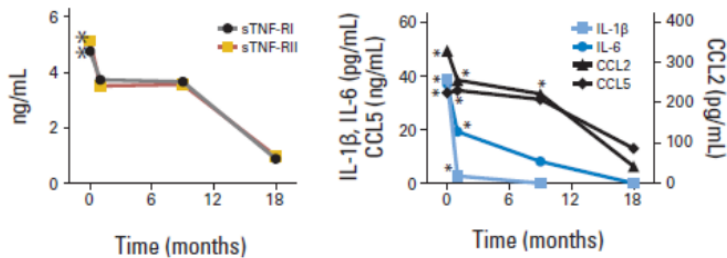 ng/mL
6
4
2
0
*
*
sTNF-RI
sTNF-RII
0
6
12
18
Time (months)
IL-1β, IL-6 (pg/mL)
CCL5 (ng/mL)
60
40
20
0
*
*
*
*
*
*
*
*
IL-1β
IL-6
CCL2
CCL5
400
300
200
100
0
CCL2 (pg/mL)
0
6
12
18
Time (months)